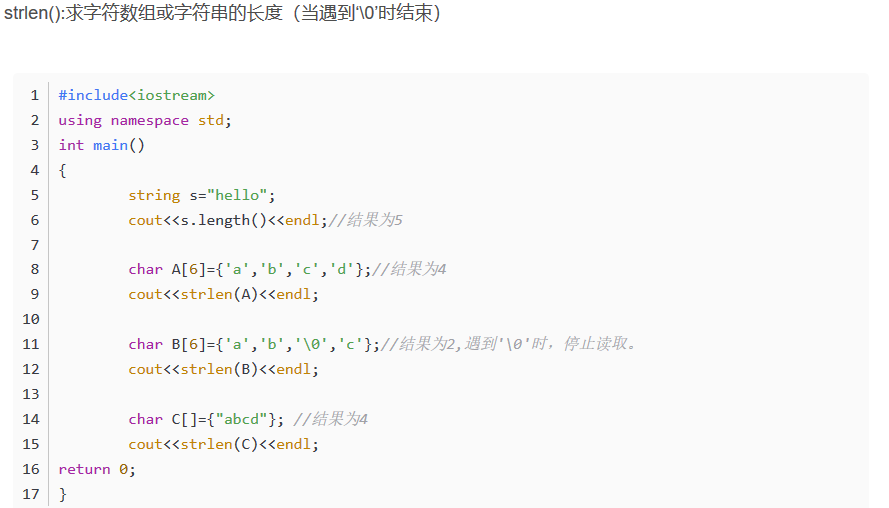 strlen():求字符数组或字符串的长度（当遇到‘\0’时结束）
1 #include<iostream>
2 using namespace std;
3 int main()
4 {
5 string s="hello";
6 cout<<s.length()<<endl;//结果为5
7
8 char A[6]={'a','b','c','d'};//结果为4
9 cout<<strlen(A)<<endl;
10
11 char B[6]={'a','b','\0','c'};//结果为2,遇到'\0'时，停止读取。
12 cout<<strlen(B)<<endl;
13
14 char C[]={"abcd"}; //结果为4
15 cout<<strlen(C)<<endl;
16 return 0;
17 }